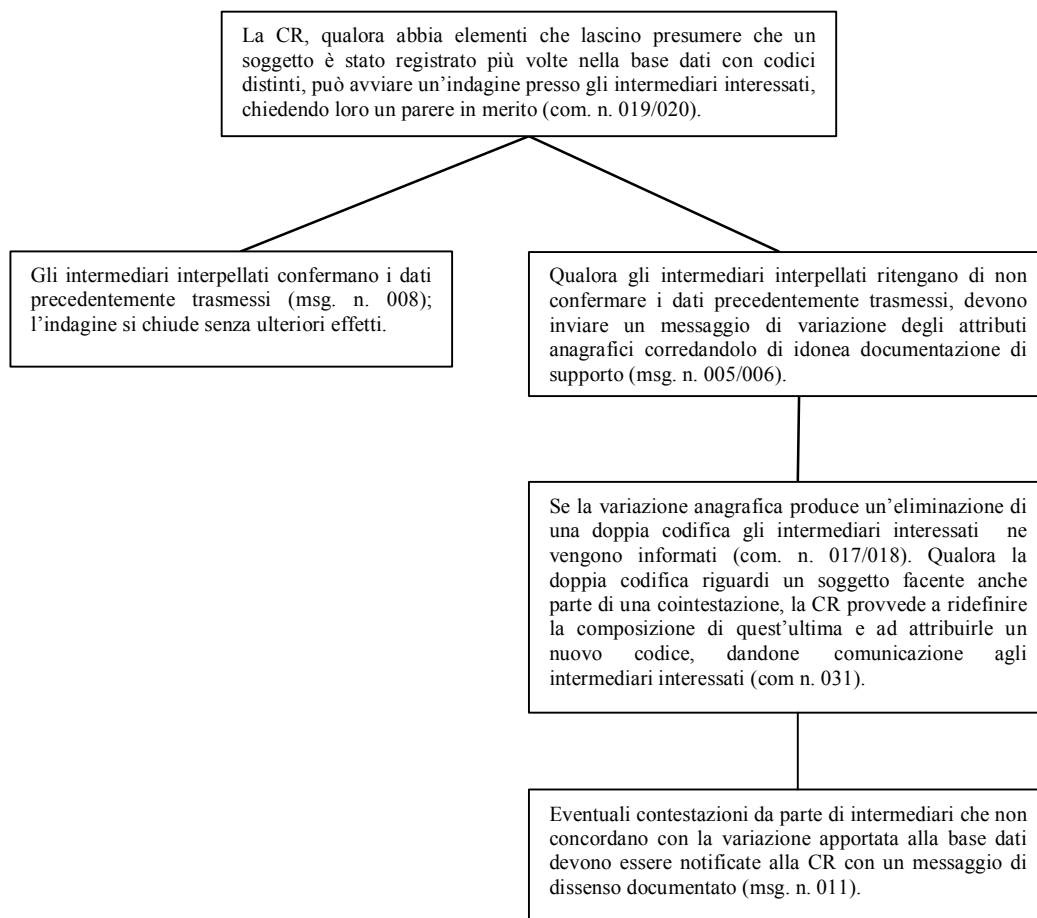 La CR, qualora abbia elementi che lascino presumere che un
soggetto è stato registrato più volte nella base dati con codici
distinti, può avviare un’indagine presso gli intermediari interessati,
chiedendo loro un parere in merito (com. n. 019/020).
Gli intermediari interpellati confermano i dati
precedentemente trasmessi (msg. n. 008);
l’indagine si chiude senza ulteriori effetti.
Qualora gli intermediari interpellati ritengano di non
confermare i dati precedentemente trasmessi, devono
inviare un messaggio di variazione degli attributi
anagrafici corredandolo di idonea documentazione di
supporto (msg. n. 005/006).
Se la variazione anagrafica produce un’eliminazione di
una doppia codifica gli intermediari interessati ne
vengono informati (com. n. 017/018). Qualora la
doppia codifica riguardi un soggetto facente anche
parte di una cointestazione, la CR provvede a ridefinire
la composizione di quest’ultima e ad attribuirle un
nuovo codice, dandone comunicazione agli
intermediari interessati (com n. 031).
Eventuali contestazioni da parte di intermediari che non
concordano con la variazione apportata alla base dati
devono essere notificate alla CR con un messaggio di
dissenso documentato (msg. n. 011).